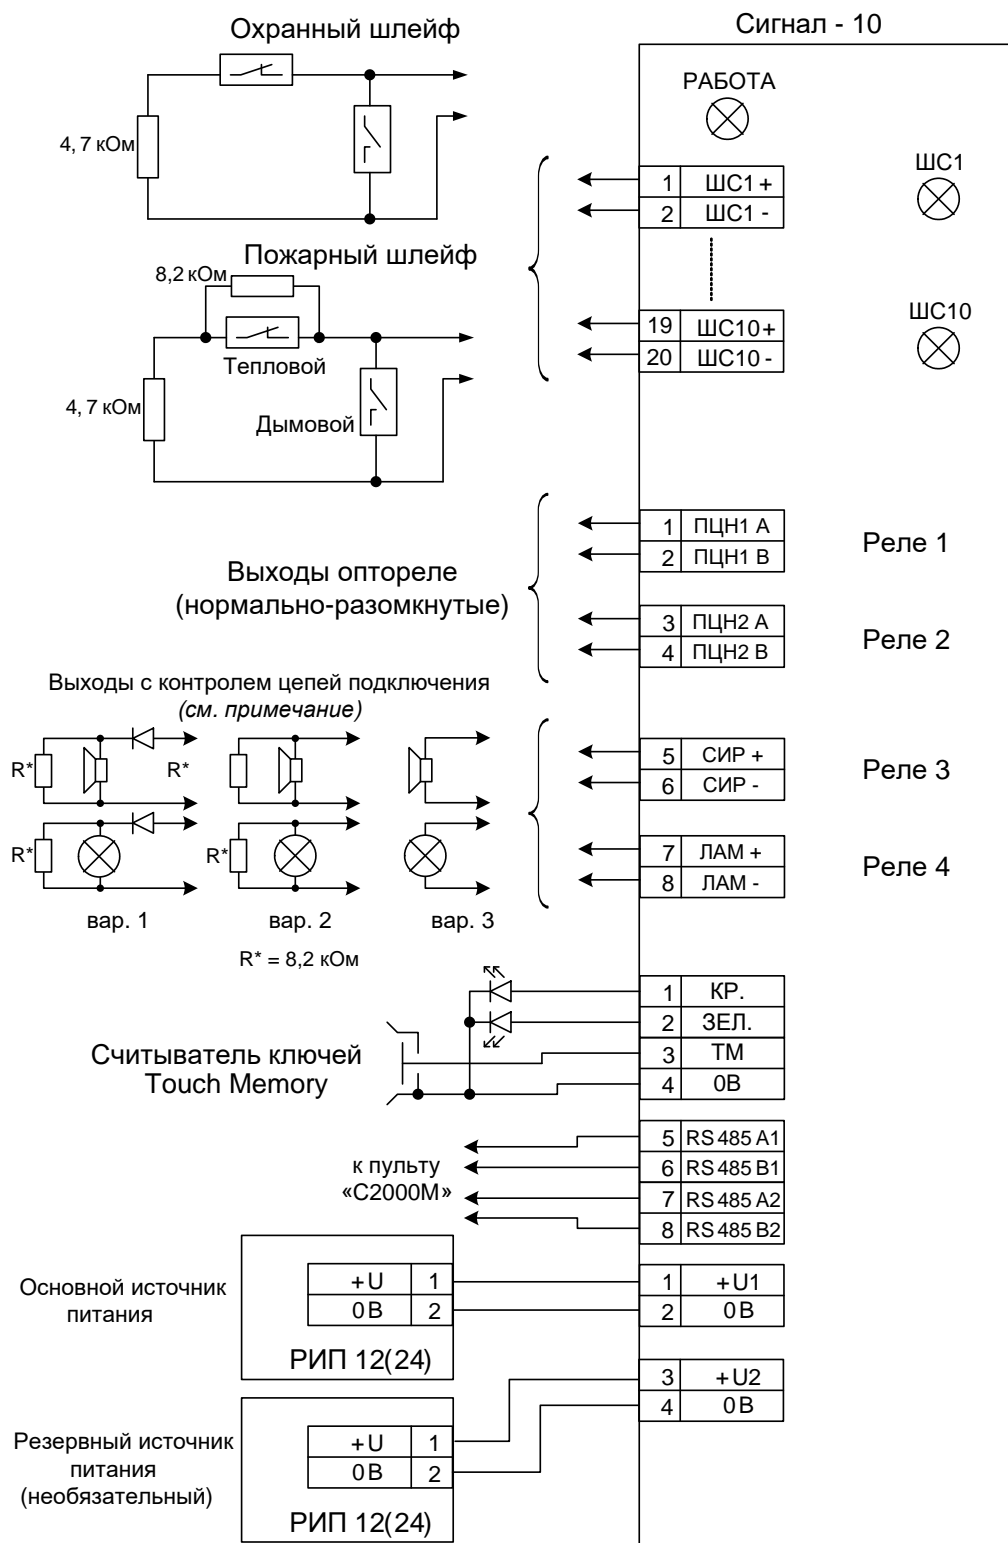 Охранный шлейф
Сигнал - 10
РАБОТА
4, 7 кОм
ШС1
1 ШС1 +
2 ШС1 -
Пожарный шлейф
8,2 кОм
ШС10
19 ШС10+
20 ШС10 -
Тепловой
4, 7 кОм
Дымовой
1 ПЦН1 А
2 ПЦН1 В
Реле 1
Выходы оптореле
(нормально-разомкнутые)
3 ПЦН2 А
4 ПЦН2 В
Реле 2
Выходы с контролем цепей подключения
(см. примечание)
R*
R*
5 СИР +
6 СИР -
Реле 3
R*
R*
7 ЛАМ +
8 ЛАМ -
Реле 4
вар. 1
вар. 2
вар. 3
R* = 8,2 кОм
1 КР.
2 ЗЕЛ.
3 ТМ
4 0В
Считыватель ключей
Touch Memory
5 RS 485 A1
6 RS 485 B1
7 RS 485 A2
8 RS 485 B2
к пульту
«С2000М»
Основной источник
питания
+U 1
0В 2
РИП 12(24)
1 +U1
2 0В
3 +U2
4 0В
Резервный источник
питания
(необязательный)
+U 1
0В 2
РИП 12(24)